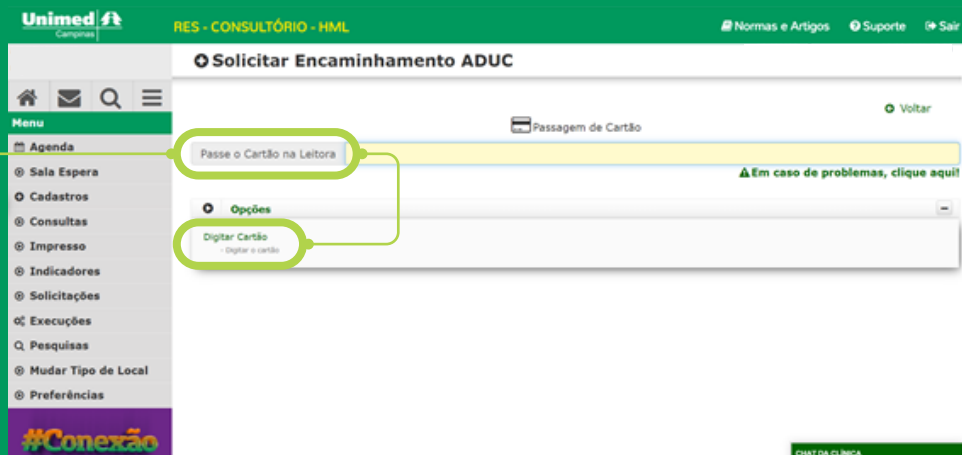 Unimed
Campinas
RES - CONSULTÓRIO - HML
Normas e Artigos
Suporte
Sair
Solicitar Encaminhamento ADUC
Voltar
Menu
Passagem de Cartão
Agenda
Passe o Cartão na Leitora
Sala Espera
Em caso de problemas, clique aqui!
Cadastros
Opções
Consultas
Digitar Cartão
- Digitar o cartão
Impresso
Indicadores
Solicitações
Execuções
Pesquisas
Mudar Tipo de Local
Preferências
#Conexão
CHAT DA CLÍNICA